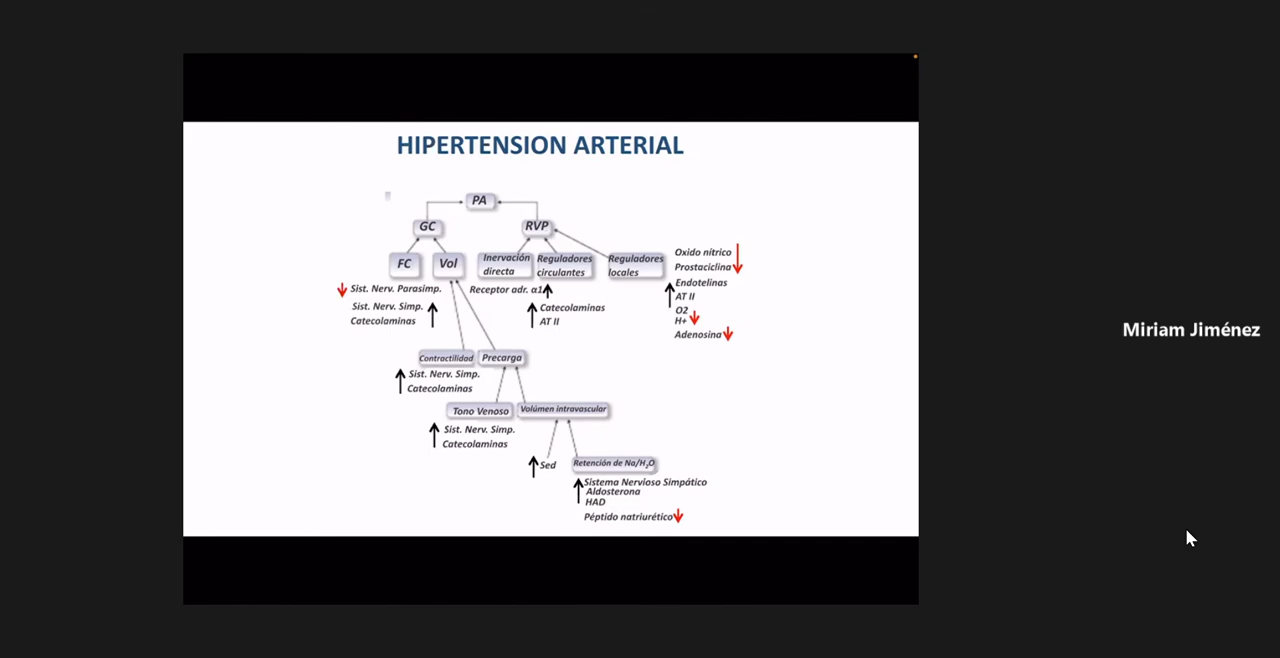 HIPERTENSION ARTERIAL
PA
GC
RVP
FC
Vol
Inervación
directa
Reguladores
circulantes
Reguladores
locales
Oxido nítrico
Prostaciclina
Endotelinas
AT II
O2
H+
Adenosina
Sist. Nerv. Parasimp.
Sist. Nerv. Simp.
Catecolaminas
Receptor adr. α1
Catecolaminas
AT II
Miriam Jiménez
Contractilidad
Precarga
Sist. Nerv. Simp.
Catecolaminas
Tono Venoso
Volúmen intravascular
Sist. Nerv. Simp.
Catecolaminas
Sed
Retención de Na/H₂O
Sistema Nervioso Simpático
Aldosterona
HAD
Péptido natriurético